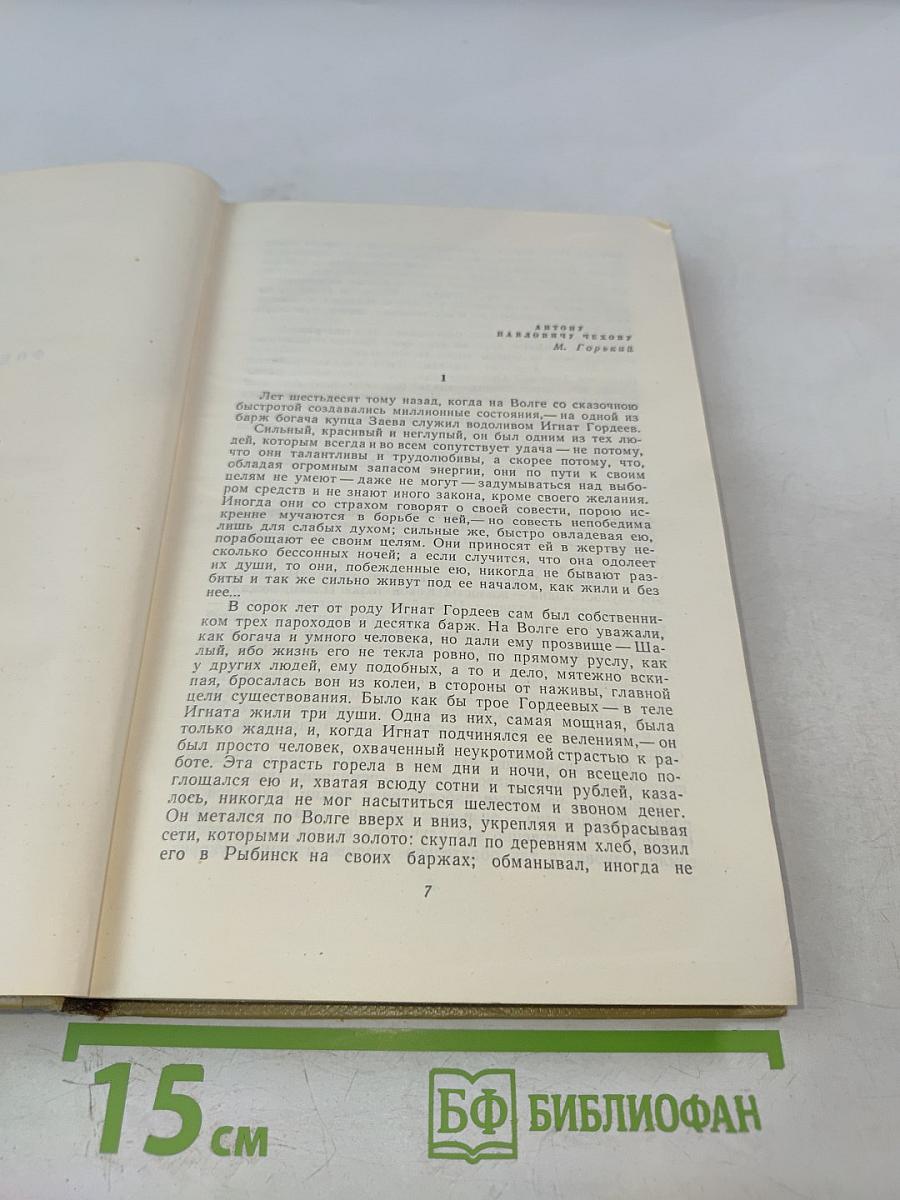 АНТОНУ
ПАВЛОВИЧУ ЧЕХОВУ
М. Горький
1
Лет шестьдесят тому назад, когда на Волге со сказочною
быстротой создавались миллионные состояния,— на одной из
барж богача купца Заева служил водоливом Игнат Гордеев.
Сильный, красивый и неглупый, он был одним из тех лю-
дей, которым всегда и во всем сопутствует удача — не потому,
что они талантливы и трудолюбивы, а скорее потому, что,
обладая огромным запасом энергии, они по пути к своим
целям не умеют — даже не могут — задумываться над выбо-
ром средств и не знают иного закона, кроме своего желания.
Иногда они со страхом говорят о своей совести, порою ис-
кренне мучаются в борьбе с ней,— но совесть непобедима
лишь для слабых духом; сильные же, быстро овладевая ею,
порабощают ее своим целям. Они приносят ей в жертву не-
сколько бессонных ночей; а если случится, что она одолеет
их души, то они, побежденные ею, никогда не бывают раз-
биты и так же сильно живут под ее началом, как жили и без
нее...
В сорок лет от роду Игнат Гордеев сам был собственни-
ком трех пароходов и десятка барж. На Волге его уважали,
как богача и умного человека, но дали ему прозвище — Ша-
лый, ибо жизнь его не текла ровно, по прямому руслу, как
у других людей, ему подобных, а то и дело, мятежно вски-
пая, бросалась вон из колеи, в стороны от наживы, главной
цели существования. Было как бы трое Гордеевых — в теле
Игната жили три души. Одна из них, самая мощная, была
только жадна, и, когда Игнат подчинялся ее велениям,— он
был просто человек, охваченный неукротимой страстью к ра-
боте. Эта страсть горела в нем дни и ночи, он всецело по-
глощался ею и, хватая всюду сотни и тысячи рублей, каза-
лось, никогда не мог насытиться шелестом и звоном денег.
Он метался по Волге вверх и вниз, укрепляя и разбрасывая
сети, которыми ловил золото: скупал по деревням хлеб, возил
его в Рыбинск на своих баржах; обманывал, иногда не
7
15 см
БФ БИБЛИОФАН